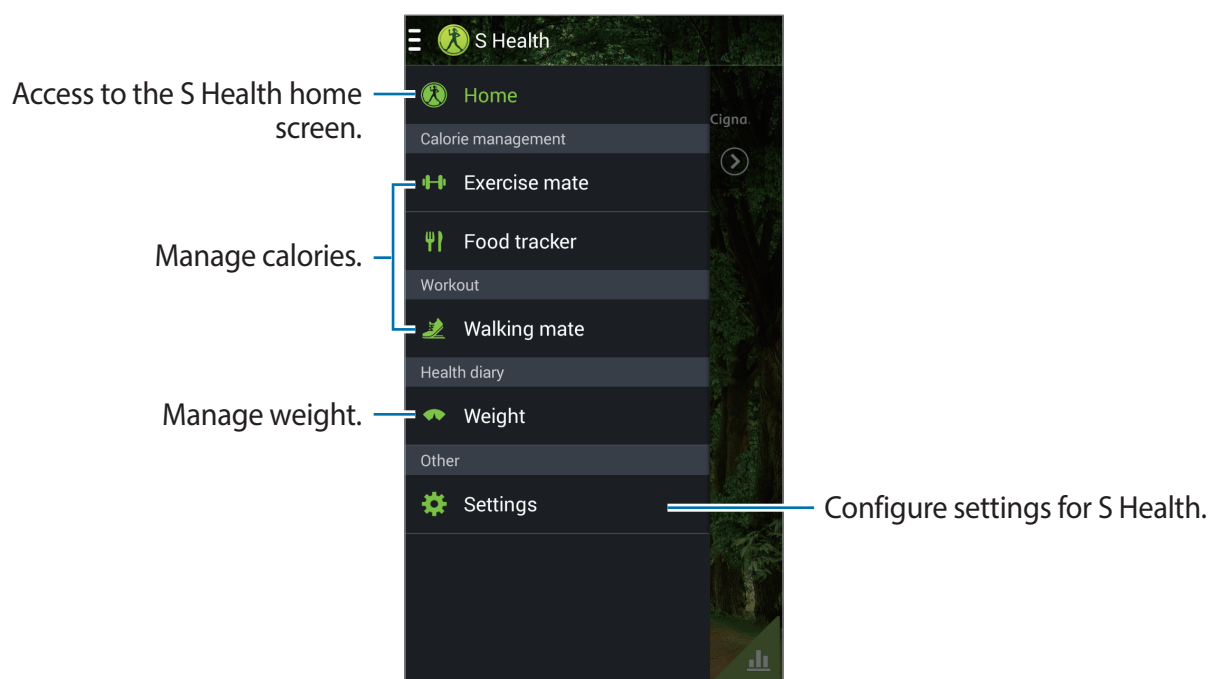 S Health
Access to the S Health home
screen.
Home
Cigna.
Calorie management
Exercise mate
Manage calories.
Food tracker
Workout
Walking mate
Health diary
Manage weight.
Weight
Other
Settings
Configure settings for S Health.